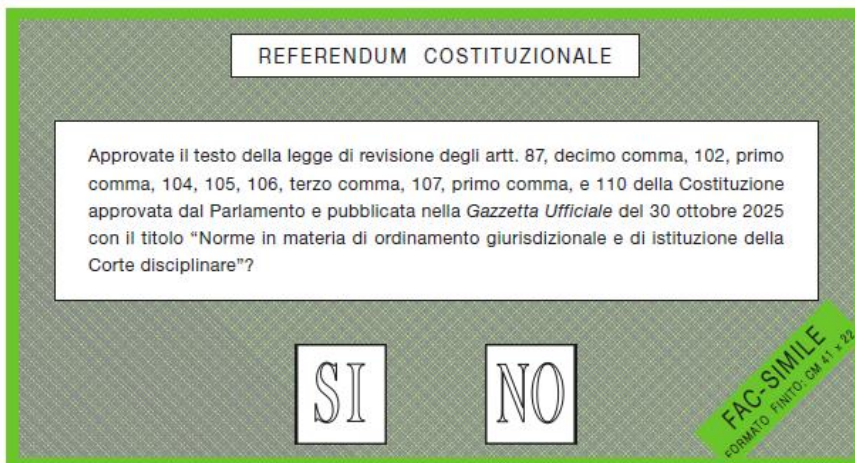 REFERENDUM COSTITUZIONALE
Approvate il testo della legge di revisione degli artt. 87, decimo comma, 102, primo
comma, 104, 105, 106, terzo comma, 107, primo comma, e 110 della Costituzione
approvata dal Parlamento e pubblicata nella Gazzetta Ufficiale del 30 ottobre 2025
con il titolo “Norme in materia di ordinamento giurisdizionale e di istituzione della
Corte disciplinare”?
SI
NO
FAC-SIMILE
FORMATO FINITO: CM 41 x 22